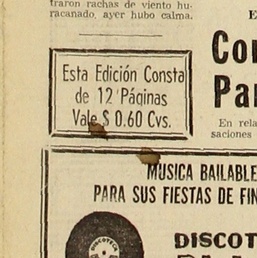 traron rachas de viento hu-
racanado, ayer hubo calma.
Esta Edición Consta
de 12 Páginas
Vale $ 0.60 Cvs.
E
Co
Pa
En rela
saciones
MUSICA BAILABLE
PARA SUS FIESTAS DE FIN
DISCOTECA
DISCOT